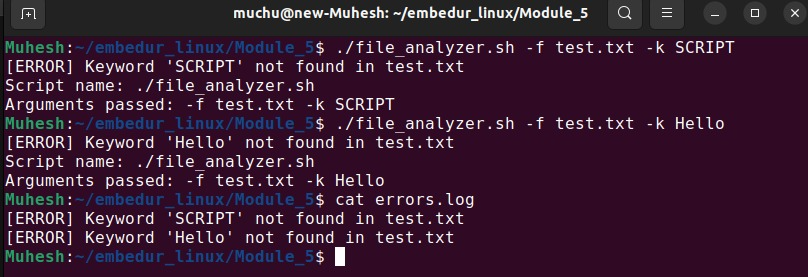 muchu@new-Muhesh: ~/embedur_linux/Module_5
Muhesh:~/embedur_linux/Module_5$ ./file_analyzer.sh -f test.txt -k SCRIPT
[ERROR] Keyword 'SCRIPT' not found in test.txt
Script name: ./file_analyzer.sh
Arguments passed: -f test.txt -k SCRIPT
Muhesh:~/embedur_linux/Module_5$ ./file_analyzer.sh -f test.txt -k Hello
[ERROR] Keyword 'Hello' not found in test.txt
Script name: ./file_analyzer.sh
Arguments passed: -f test.txt -k Hello
Muhesh:~/embedur_linux/Module_5$ cat errors.log
[ERROR] Keyword 'SCRIPT' not found in test.txt
[ERROR] Keyword 'Hello' not found in test.txt
Muhesh:~/embedur_linux/Module_5$